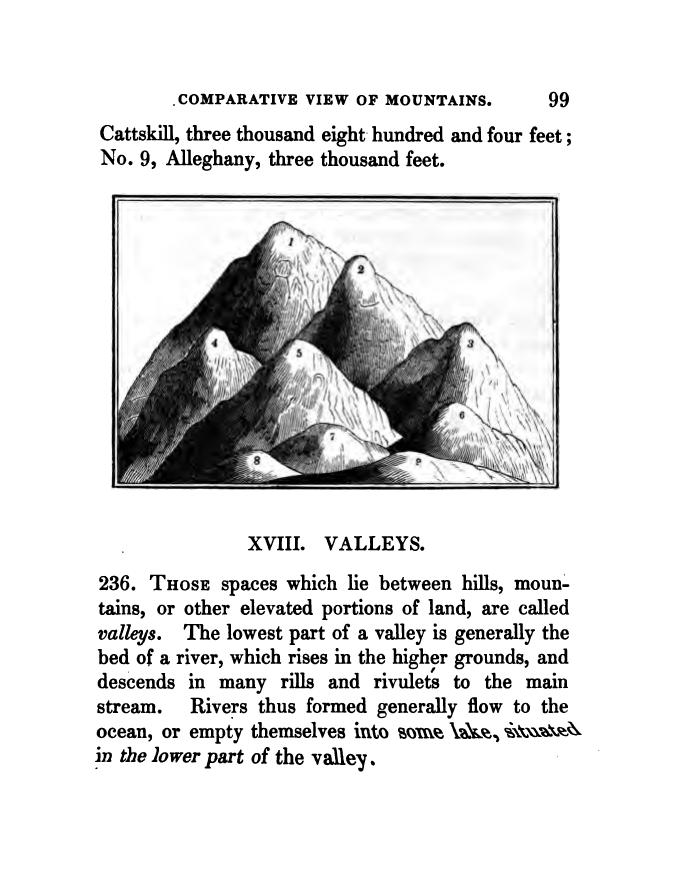 COMPARATIVE VIEW OF MOUNTAINS. 99
Cattskill, three thousand eight hundred and four feet;
No. 9, Alleghany, three thousand feet.
1
2
3
4
5
6
7
8
9
XVIII. VALLEYS.
236. THOSE spaces which lie between hills, moun-
tains, or other elevated portions of land, are called
valleys. The lowest part of a valley is generally the
bed of a river, which rises in the higher grounds, and
descends in many rills and rivulets to the main
stream. Rivers thus formed generally flow to the
ocean, or empty themselves into some lake, situated
in the lower part of the valley.